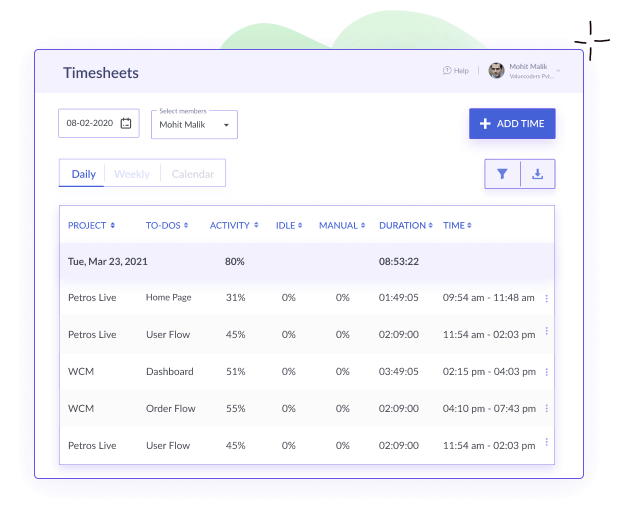 Timesheets
Help
Mohit Malik
Valuecoders Pvt...
08-02-2020
Select members
Mohit Malik
ADD TIME
Daily Weekly Calendar
PROJECT TO-DOS ACTIVITY IDLE MANUAL DURATION TIME
Tue, Mar 23, 2021 80% 08:53:22
Petros Live Home Page 31% 0% 0% 01:49:05 09:54 am - 11:48 am
Petros Live User Flow 45% 0% 0% 02:09:00 11:54 am - 02:03 pm
WCM Dashboard 51% 0% 0% 03:49:05 02:15 pm - 04:03 pm
WCM Order Flow 55% 0% 0% 02:09:00 04:10 pm - 07:43 pm
Petros Live User Flow 45% 0% 0% 02:09:00 11:54 am - 02:03 pm